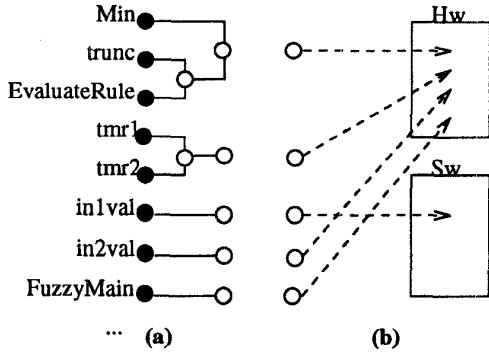 Min
Hw
trunc
EvaluateRule
tmr1
tmr2
Sw
in1val
in2val
FuzzyMain
... (a) (b)